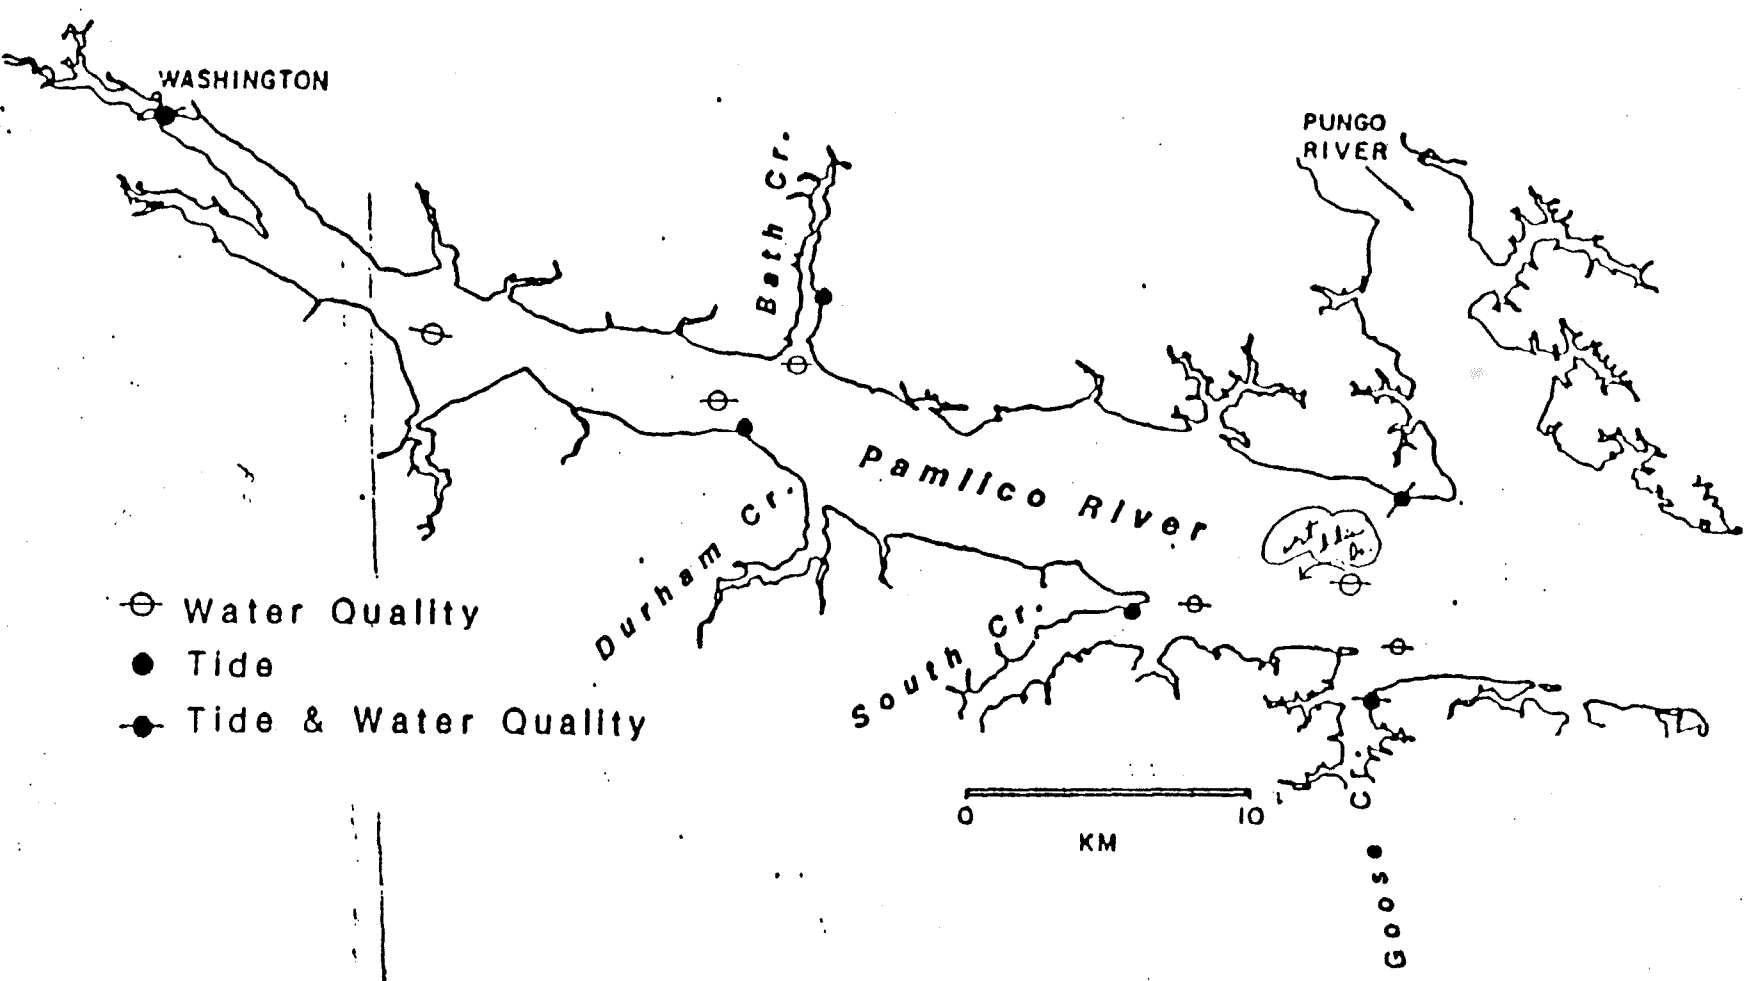 WASHINGTON
PUNGO
RIVER
Bath Cr.
Pamlico River
Durham Cr.
South Cr.
Goose Cr.
Water Quality
Tide
Tide & Water Quality
0 10
KM